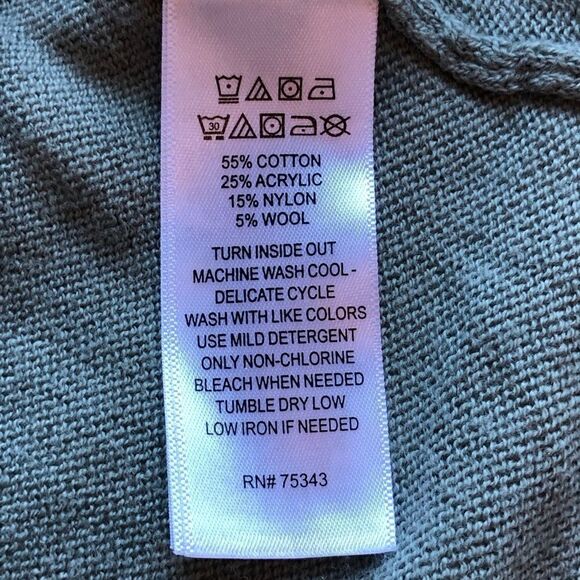 30
55% COTTON
25% ACRYLIC
15% NYLON
5% WOOL
TURN INSIDE OUT
MACHINE WASH COOL -
DELICATE CYCLE
WASH WITH LIKE COLORS
USE MILD DETERGENT
ONLY NON-CHLORINE
BLEACH WHEN NEEDED
TUMBLE DRY LOW
LOW IRON IF NEEDED
RN# 75343